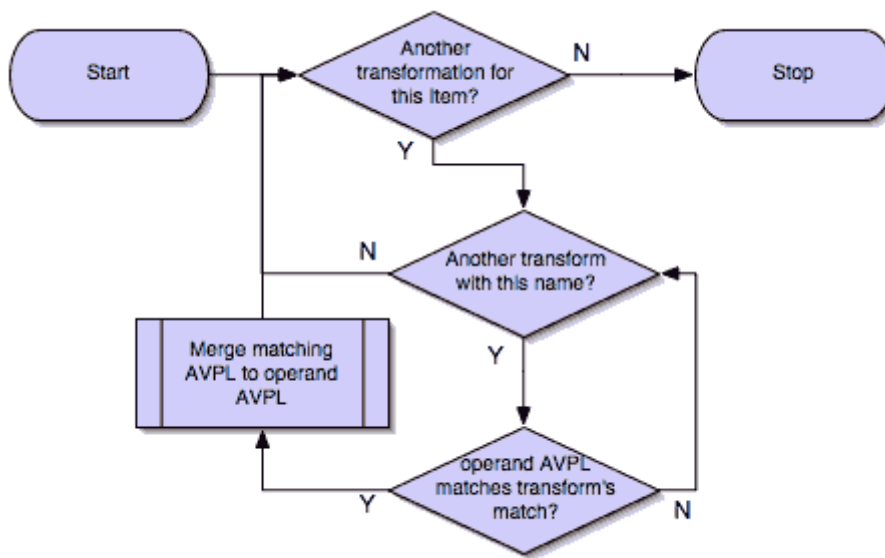 Start
Another
transformation for
this Item?
N
Stop
Y
Another transform
with this name?
N
Y
Merge matching
AVPL to operand
AVPL
operand AVPL
matches transform's
match?
Y
N